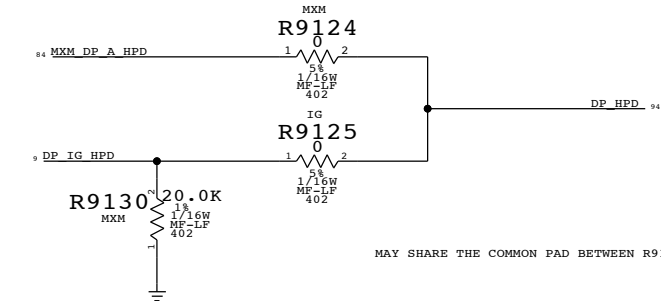 MXM
R9124
0
84 MXM_DP_A_HPD 1 2
5%
1/16W
MF-LF
402
DP_HPD 94
IG
R9125
0
9 DP_IG_HPD 1 2
5%
1/16W
MF-LF
402
R9130 2 20.0K
MXM 1%
1/16W
MF-LF
402
1
MAY SHARE THE COMMON PAD BETWEEN